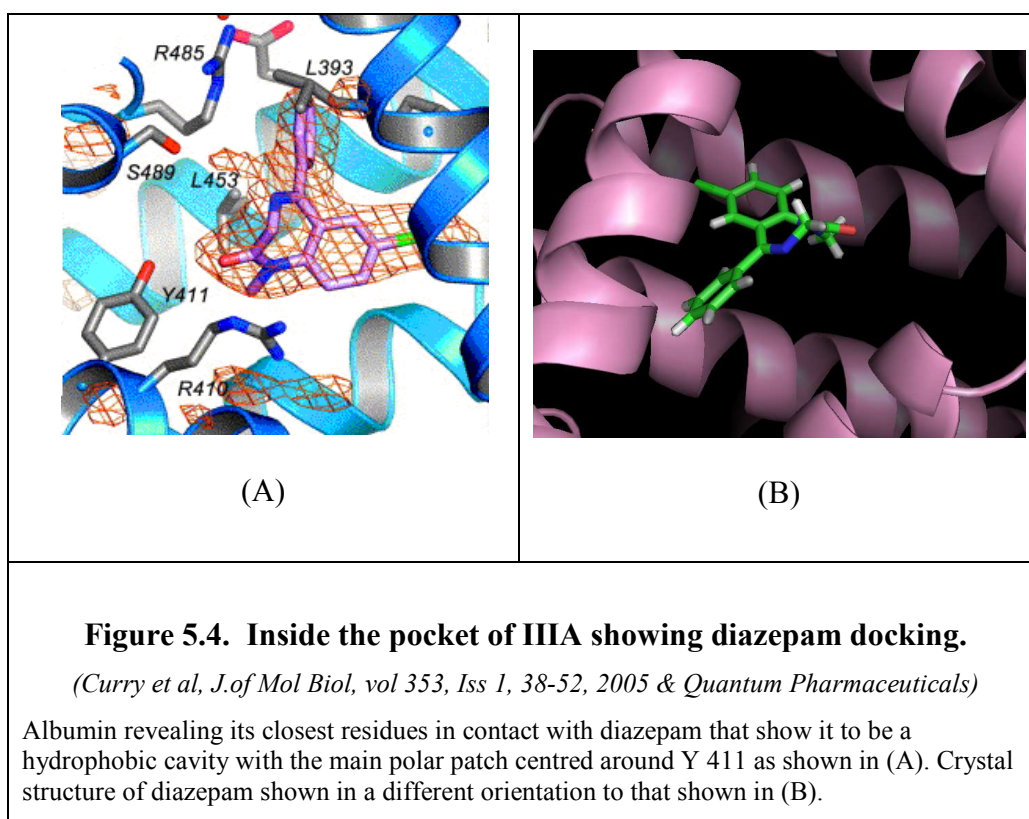 R485
L393
S489
L453
Y411
R410
(A)
(B)
Figure 5.4. Inside the pocket of IIIA showing diazepam docking.
(Curry et al, J.of Mol Biol, vol 353, Iss 1, 38-52, 2005 & Quantum Pharmaceuticals)
Albumin revealing its closest residues in contact with diazepam that show it to be a
hydrophobic cavity with the main polar patch centred around Y 411 as shown in (A). Crystal
structure of diazepam shown in a different orientation to that shown in (B).